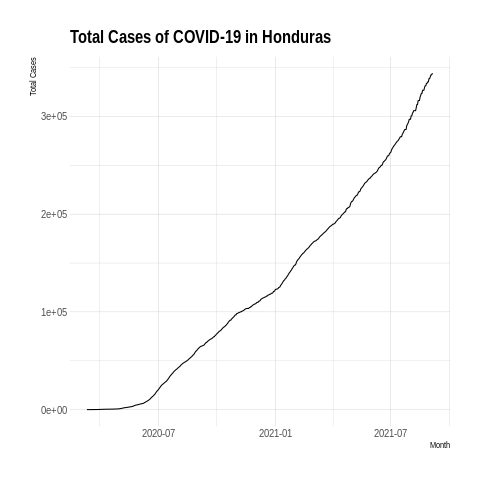 Total Cases of COVID-19 in Honduras
Total Cases
3e+05
2e+05
1e+05
0e+00
2020-07 2021-01 2021-07
Month